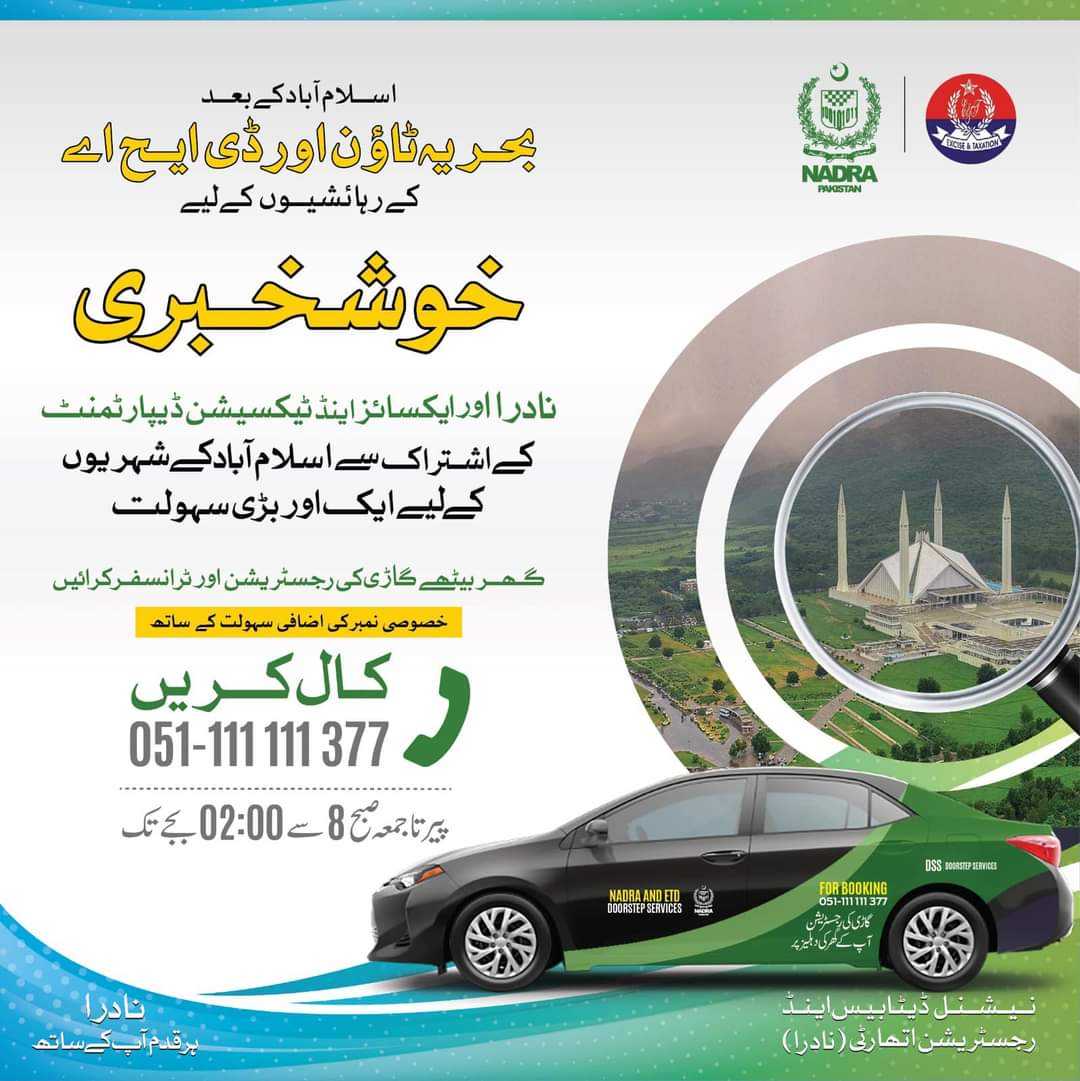 اسلام آباد کے بعد
بحریہ ٹاؤن اور ڈی ایچ اے
کے رہائشیوں کے لیے
خوشخبری
نادرا اور ایکسائز اینڈ ٹیکسیشن ڈیپارٹمنٹ
کے اشتراک سے اسلام آباد کے شہریوں
کے لیے ایک اور بڑی سہولت
گھر بیٹھے گاڑی کی رجسٹریشن اور ٹرانسفر کرائیں
خصوصی نمبر کی اضافی سہولت کے ساتھ
کال کریں
051-111 111 377
پیر تا جمعہ صبح 8 سے 02:00 بجے تک
NADRA
PAKISTAN
EXCISE & TAXATION
DSS DOORSTEP SERVICES
NADRA AND ETD
DOORSTEP SERVICES
NADRA
FOR BOOKING
051-111 111 377
گاڑی کی رجسٹریشن
آپ کے گھر کی دہلیز پر
نادرا
ہر قدم آپ کے ساتھ
نیشنل ڈیٹا بیس اینڈ
رجسٹریشن اتھارٹی (نادرا)